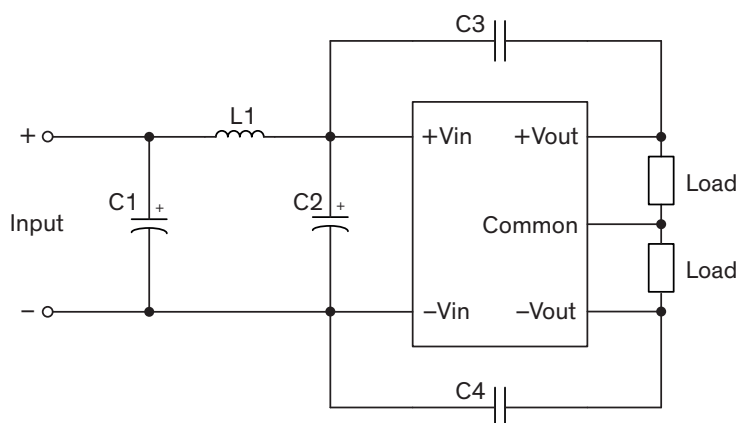 C3
L1
+
+Vin
+Vout
Load
C1
+
C2
+
Input
Common
Load
−
−Vin
−Vout
C4